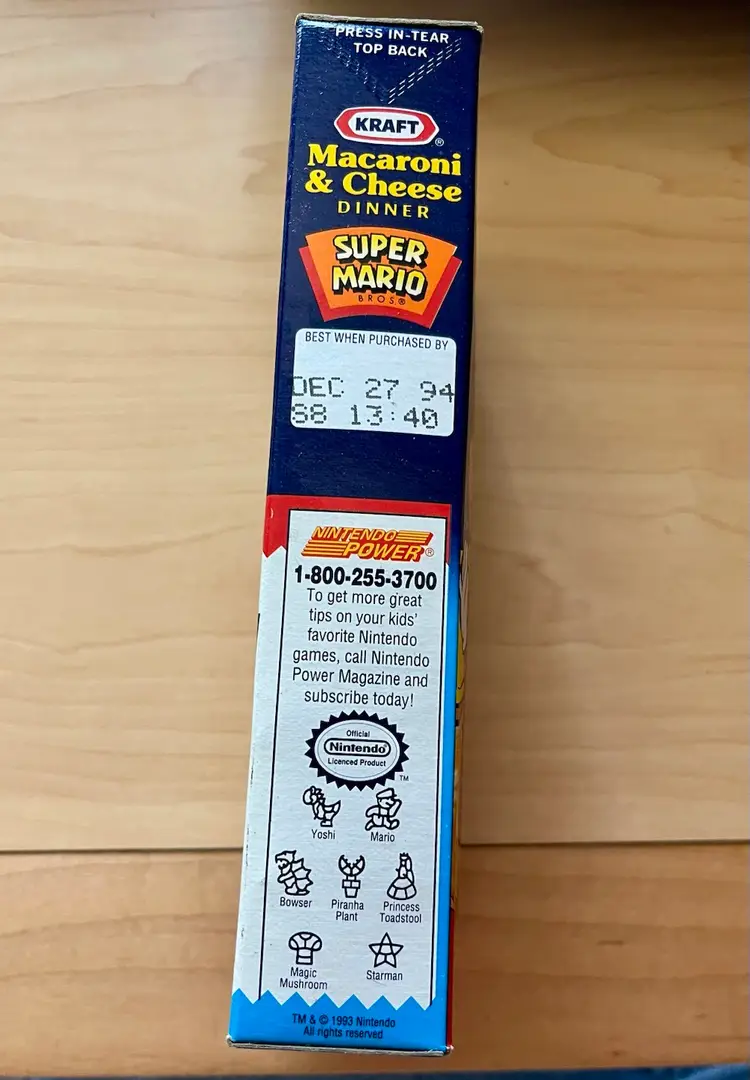 PRESS IN-TEAR
TOP BACK
KRAFT®
Macaroni
& Cheese
DINNER
SUPER
MARIO
BROS.®
BEST WHEN PURCHASED BY
DEC 27 94
S8 13:40
NINTENDO
POWER®
1-800-255-3700
To get more great
tips on your kids'
favorite Nintendo
games, call Nintendo
Power Magazine and
subscribe today!
Official
Nintendo®
Licenced Product
TM
Yoshi
Mario
Bowser
Piranha
Plant
Princess
Toadstool
Magic
Mushroom
Starman
TM & © 1993 Nintendo
All rights reserved